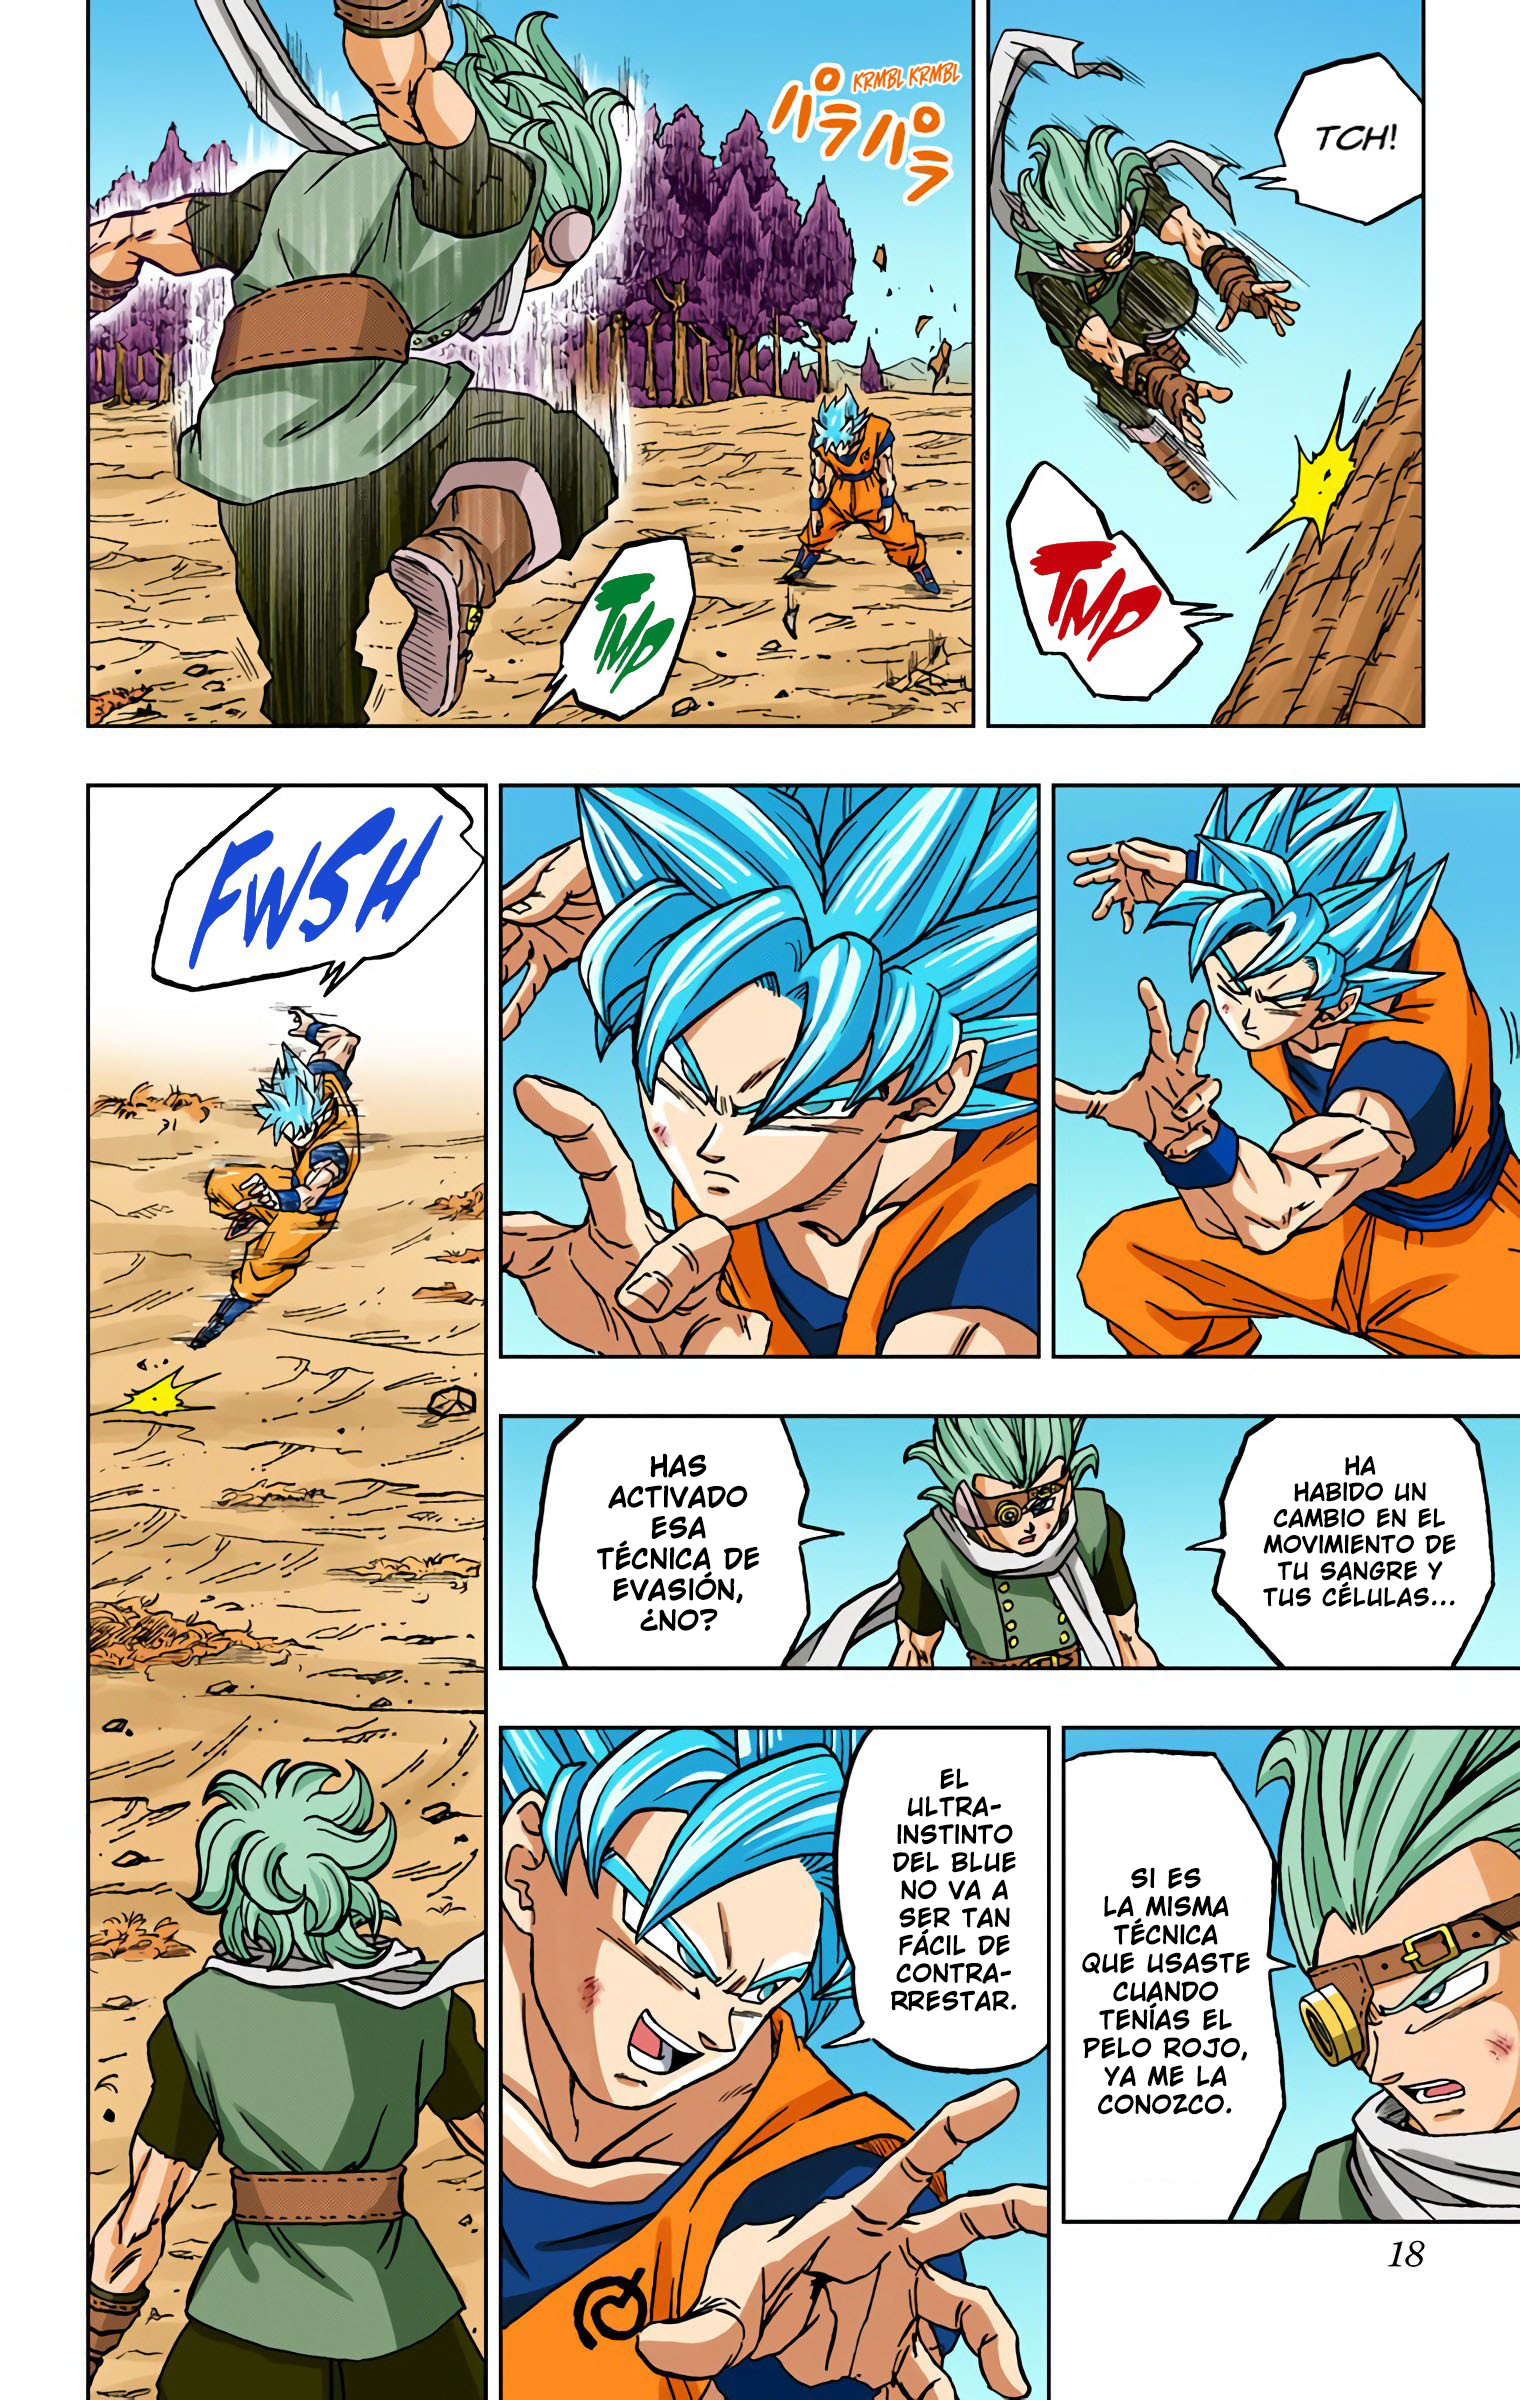 TCH!
TMP
KRMBL KRMBL
パラパラ
TMP
FWSH
HA
HABIDO UN
CAMBIO EN EL
MOVIMIENTO DE
TU SANGRE Y
TUS CÉLULAS...
HAS
ACTIVADO
ESA
TÉCNICA DE
EVASIÓN,
¿NO?
SI ES
LA MISMA
TÉCNICA
QUE USASTE
CUANDO
TENÍAS EL
PELO ROJO,
YA ME LA
CONOZCO.
EL
ULTRA-
INSTINTO
DEL BLUE
NO VA A
SER TAN
FÁCIL DE
CONTRA-
RRESTAR.
18